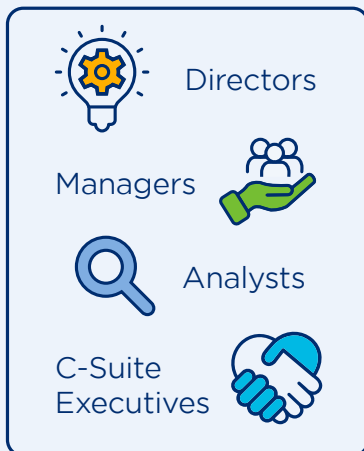 Directors
Managers
Analysts
C-Suite
Executives